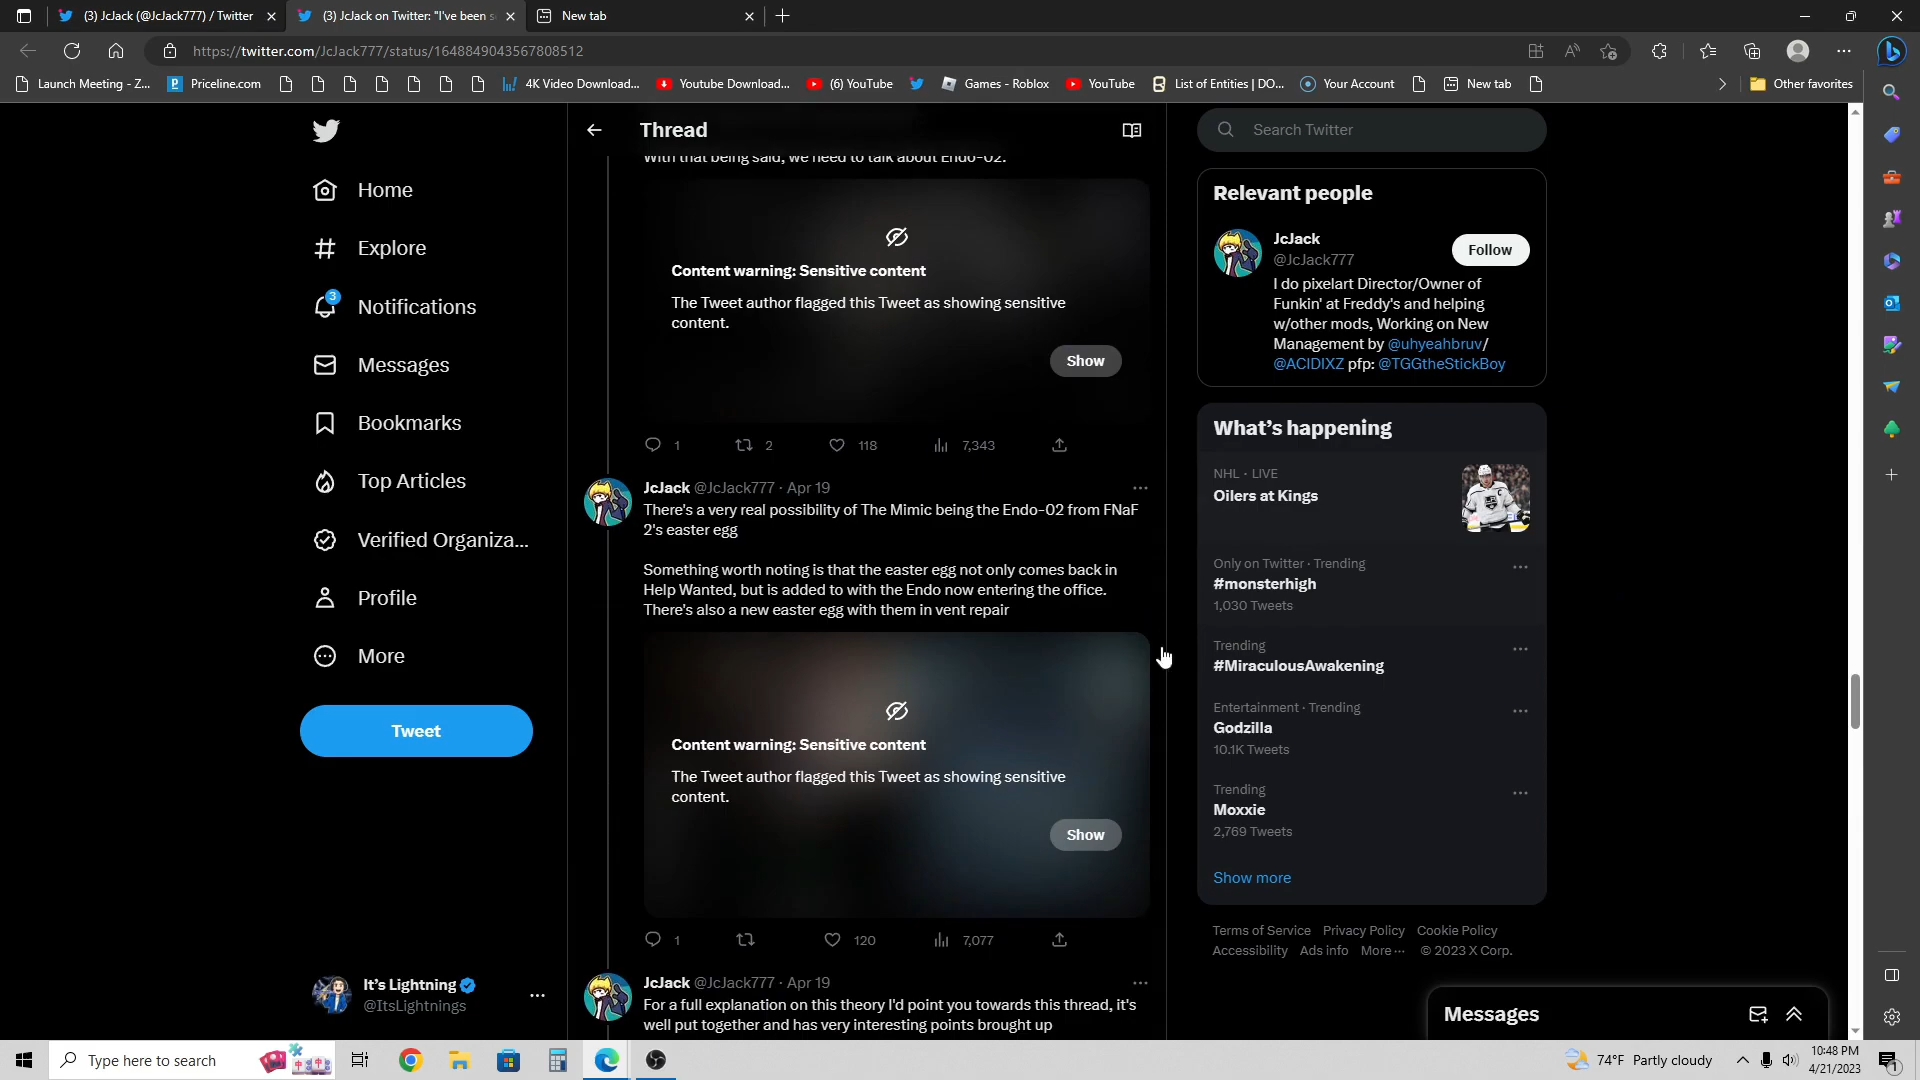 (3) JcJack (@JcJack777) / Twitter
(3) JcJack on Twitter: "I've been s
New tab
https://twitter.com/JcJack777/status/1648849043567808512
Launch Meeting - Z...
Priceline.com
4K Video Download...
Youtube Download...
(6) YouTube
Games - Roblox
YouTube
List of Entities | DO...
Your Account
New tab
Other favorites
Home
Explore
3
Notifications
Messages
Bookmarks
Top Articles
Verified Organiza...
Profile
More
Tweet
It's Lightning
@ItsLightnings
Thread
With that being said, we need to talk about Endo-02.
Content warning: Sensitive content
The Tweet author flagged this Tweet as showing sensitive
content.
Show
1 2 118 7,343
JcJack @JcJack777 · Apr 19
There's a very real possibility of The Mimic being the Endo-02 from FNaF
2's easter egg
Something worth noting is that the easter egg not only comes back in
Help Wanted, but is added to with the Endo now entering the office.
There's also a new easter egg with them in vent repair
Content warning: Sensitive content
The Tweet author flagged this Tweet as showing sensitive
content.
Show
1 120 7,077
JcJack @JcJack777 · Apr 19
For a full explanation on this theory I'd point you towards this thread, it's
well put together and has very interesting points brought up
Search Twitter
Relevant people
JcJack
@JcJack777
Follow
I do pixelart Director/Owner of
Funkin' at Freddy's and helping
w/other mods, Working on New
Management by @uhyeahbruv/
@ACIDIXZ pfp: @TGGtheStickBoy
What's happening
NHL · LIVE
Oilers at Kings
Only on Twitter · Trending
#monsterhigh
1,030 Tweets
Trending
#MiraculousAwakening
Entertainment · Trending
Godzilla
10.1K Tweets
Trending
Moxxie
2,769 Tweets
Show more
Terms of Service Privacy Policy Cookie Policy
Accessibility Ads info More ··· © 2023 X Corp.
Messages
Type here to search
74°F Partly cloudy
10:48 PM
4/21/2023
1